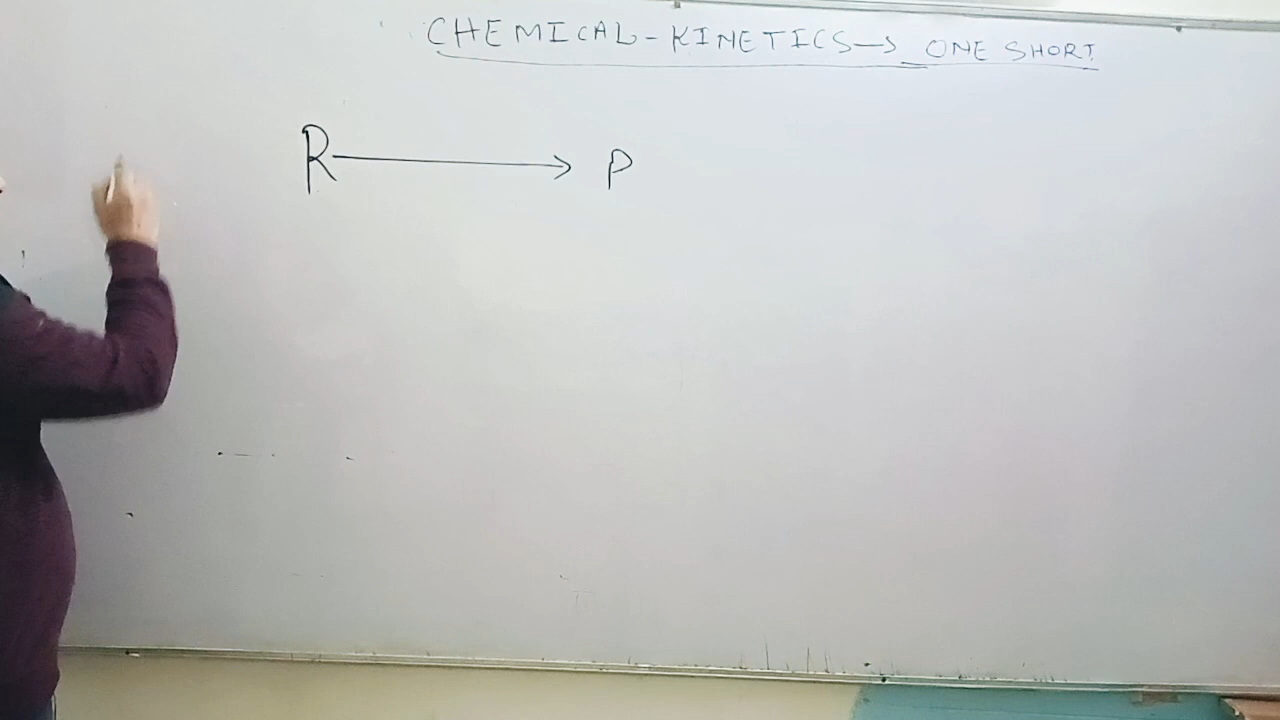 CHEMICAL-KINETICS→ ONE SHORT
R → P